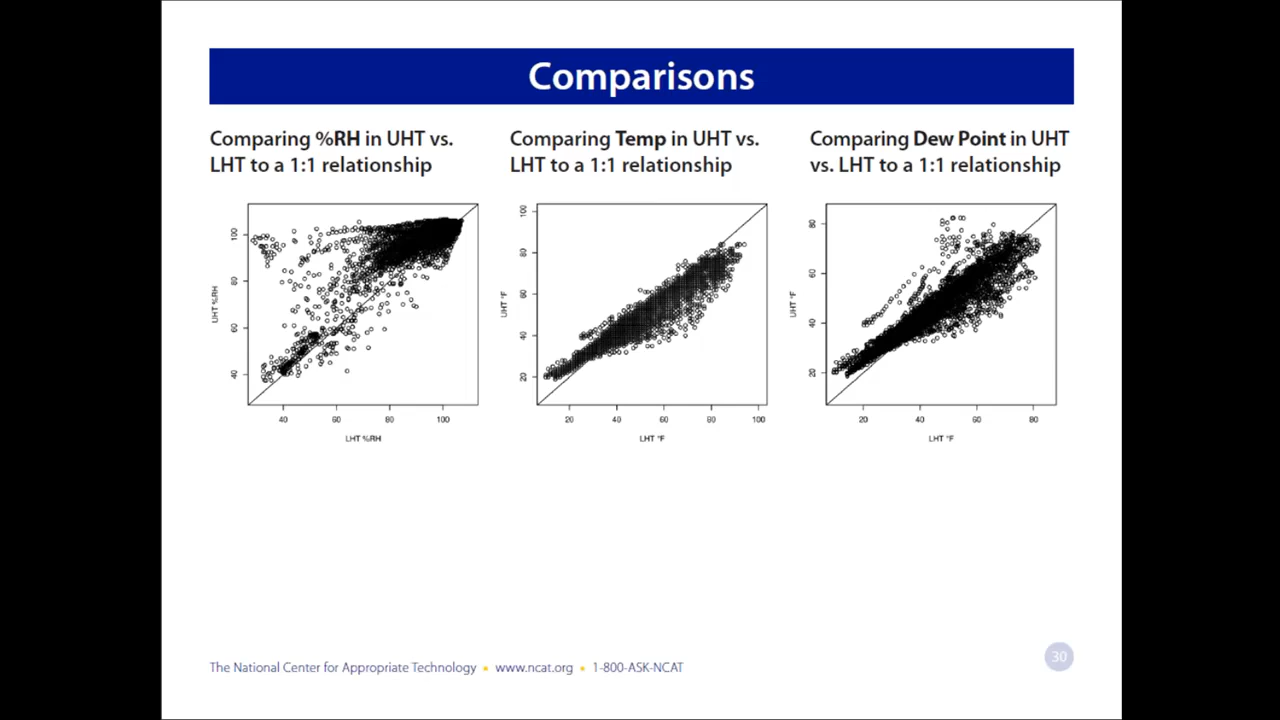 Comparisons
Comparing %RH in UHT vs.
LHT to a 1:1 relationship
Comparing Temp in UHT vs.
LHT to a 1:1 relationship
Comparing Dew Point in UHT
vs. LHT to a 1:1 relationship
UHT %RH
40 60 80 100
40 60 80 100
LHT %RH
UHT °F
20 40 60 80 100
20 40 60 80 100
LHT °F
UHT °F
20 40 60 80
20 40 60 80
LHT °F
The National Center for Appropriate Technology ▪ www.ncat.org ▪ 1-800-ASK-NCAT
30